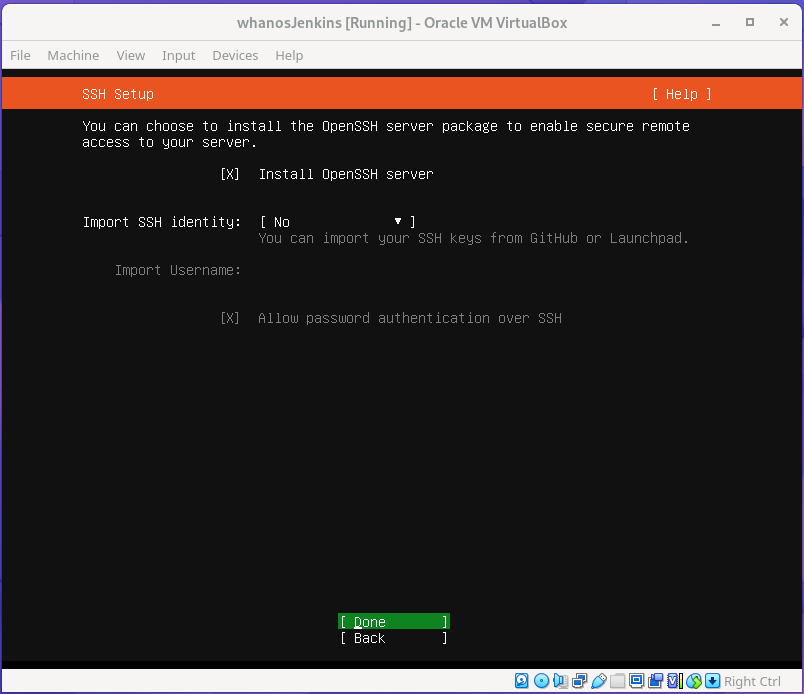 whanosJenkins [Running] - Oracle VM VirtualBox
File Machine View Input Devices Help
SSH Setup [ Help ]
You can choose to install the OpenSSH server package to enable secure remote
access to your server.
[X] Install OpenSSH server
Import SSH identity: [ No ▼ ]
You can import your SSH keys from GitHub or Launchpad.
Import Username:
[X] Allow password authentication over SSH
[ Done ]
[ Back ]
Right Ctrl